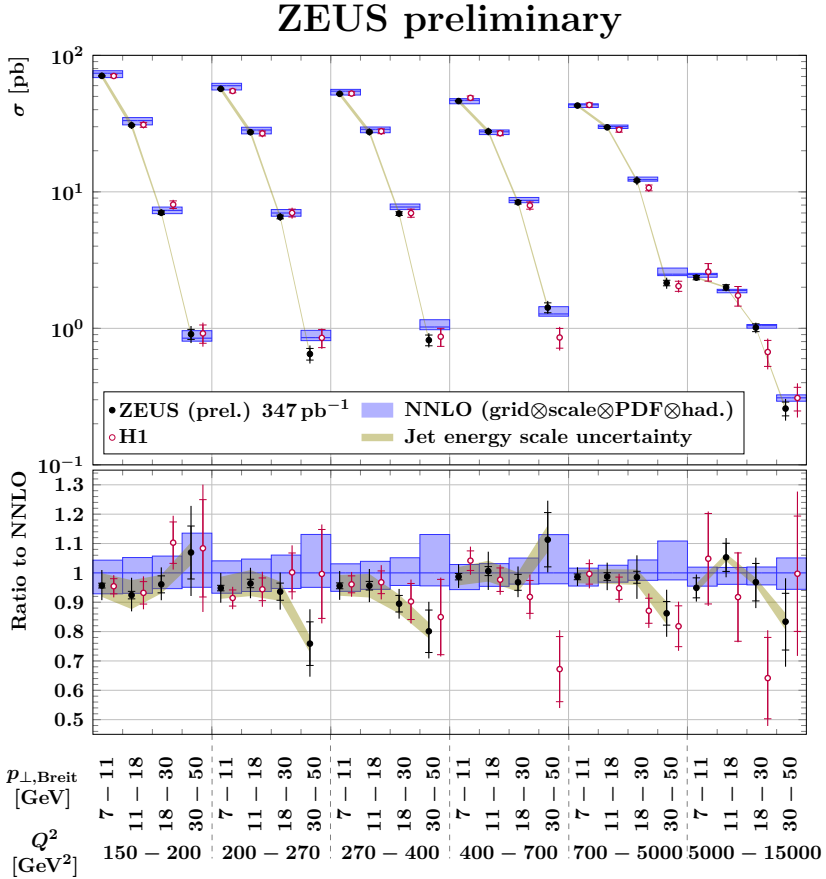 ZEUS preliminary
σ [pb]
10²
10¹
10⁰
10⁻¹
ZEUS (prel.) 347 pb⁻¹
NNLO (grid⊗scale⊗PDF⊗had.)
H1
Jet energy scale uncertainty
Ratio to NNLO
1.3
1.2
1.1
1
0.9
0.8
0.7
0.6
0.5
p⊥,Breit
[GeV]
7 − 11 11 − 18 18 − 30 30 − 50 7 − 11 11 − 18 18 − 30 30 − 50 7 − 11 11 − 18 18 − 30 30 − 50 7 − 11 11 − 18 18 − 30 30 − 50 7 − 11 11 − 18 18 − 30 30 − 50 7 − 11 11 − 18 18 − 30 30 − 50
Q²
[GeV²]
150 − 200 200 − 270 270 − 400 400 − 700 700 − 5000 5000 − 15000